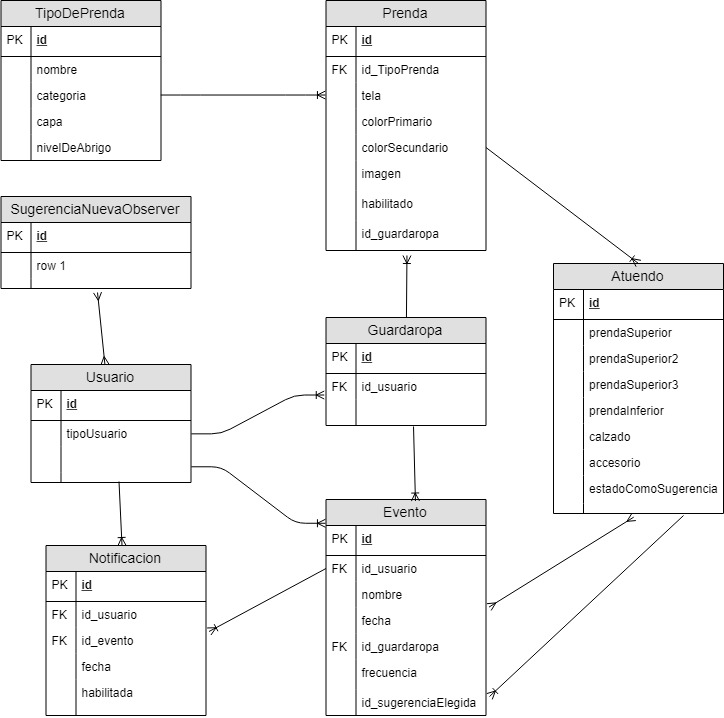 TipoDePrenda
PK id
nombre
categoria
capa
nivelDeAbrigo
Prenda
PK id
FK id_TipoPrenda
tela
colorPrimario
colorSecundario
imagen
habilitado
id_guardaropa
SugerenciaNuevaObserver
PK id
row 1
Atuendo
PK id
prendaSuperior
prendaSuperior2
prendaSuperior3
prendaInferior
calzado
accesorio
estadoComoSugerencia
Guardaropa
PK id
FK id_usuario
Usuario
PK id
tipoUsuario
Evento
PK id
FK id_usuario
nombre
fecha
FK id_guardaropa
frecuencia
id_sugerenciaElegida
Notificacion
PK id
FK id_usuario
FK id_evento
fecha
habilitada